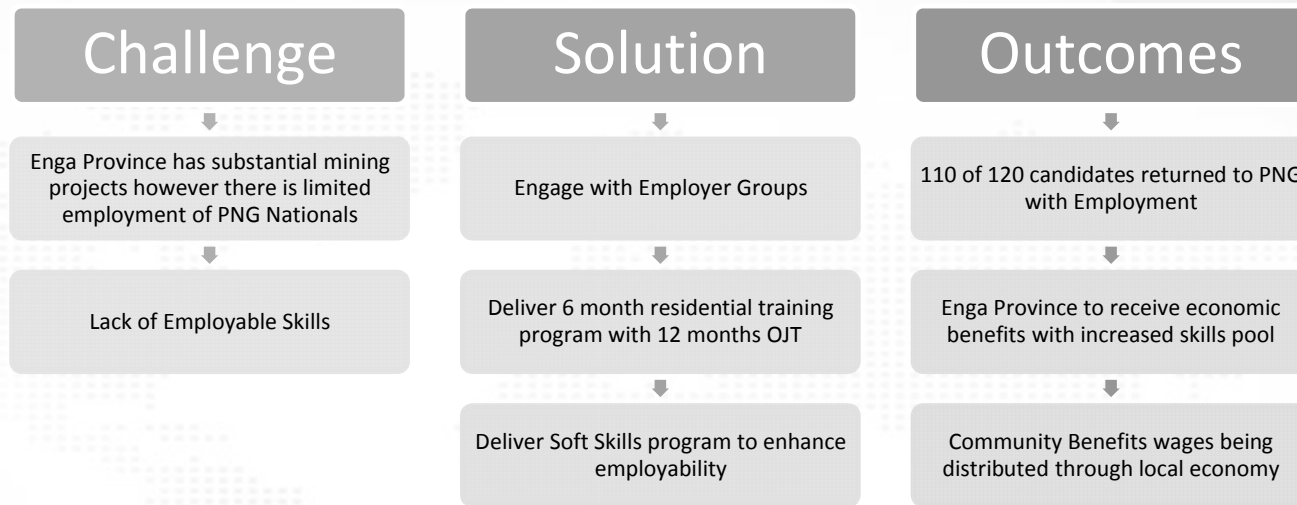 Challenge
Enga Province has substantial mining
projects however there is limited
employment of PNG Nationals
Lack of Employable Skills
Solution
Engage with Employer Groups
Deliver 6 month residential training
program with 12 months OJT
Deliver Soft Skills program to enhance
employability
Outcomes
110 of 120 candidates returned to PNG
with Employment
Enga Province to receive economic
benefits with increased skills pool
Community Benefits wages being
distributed through local economy